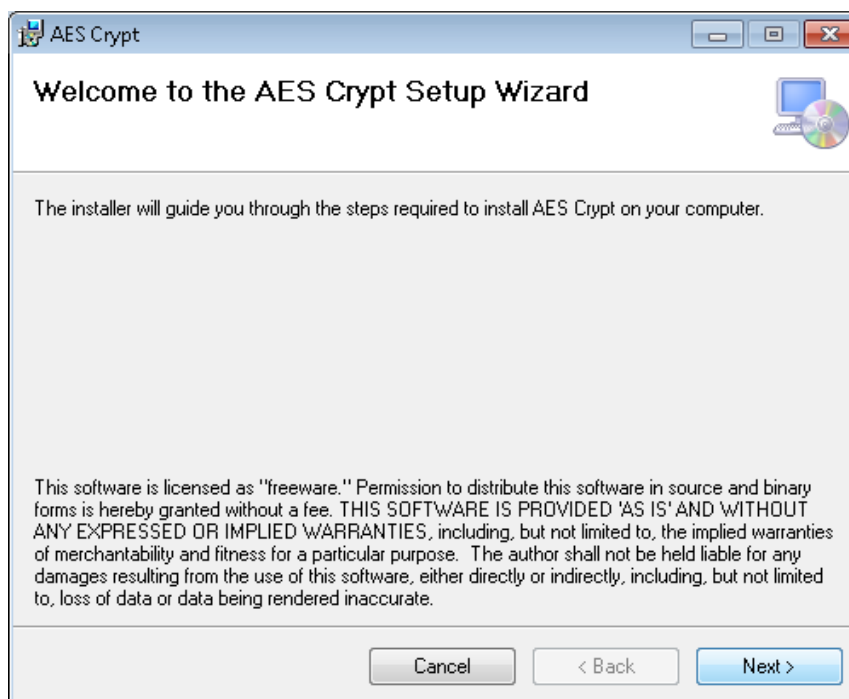 AES Crypt
Welcome to the AES Crypt Setup Wizard
The installer will guide you through the steps required to install AES Crypt on your computer.
This software is licensed as "freeware." Permission to distribute this software in source and binary
forms is hereby granted without a fee. THIS SOFTWARE IS PROVIDED 'AS IS' AND WITHOUT
ANY EXPRESSED OR IMPLIED WARRANTIES, including, but not limited to, the implied warranties
of merchantability and fitness for a particular purpose.  The author shall not be held liable for any
damages resulting from the use of this software, either directly or indirectly, including, but not limited
to, loss of data or data being rendered inaccurate.
Cancel < Back Next >